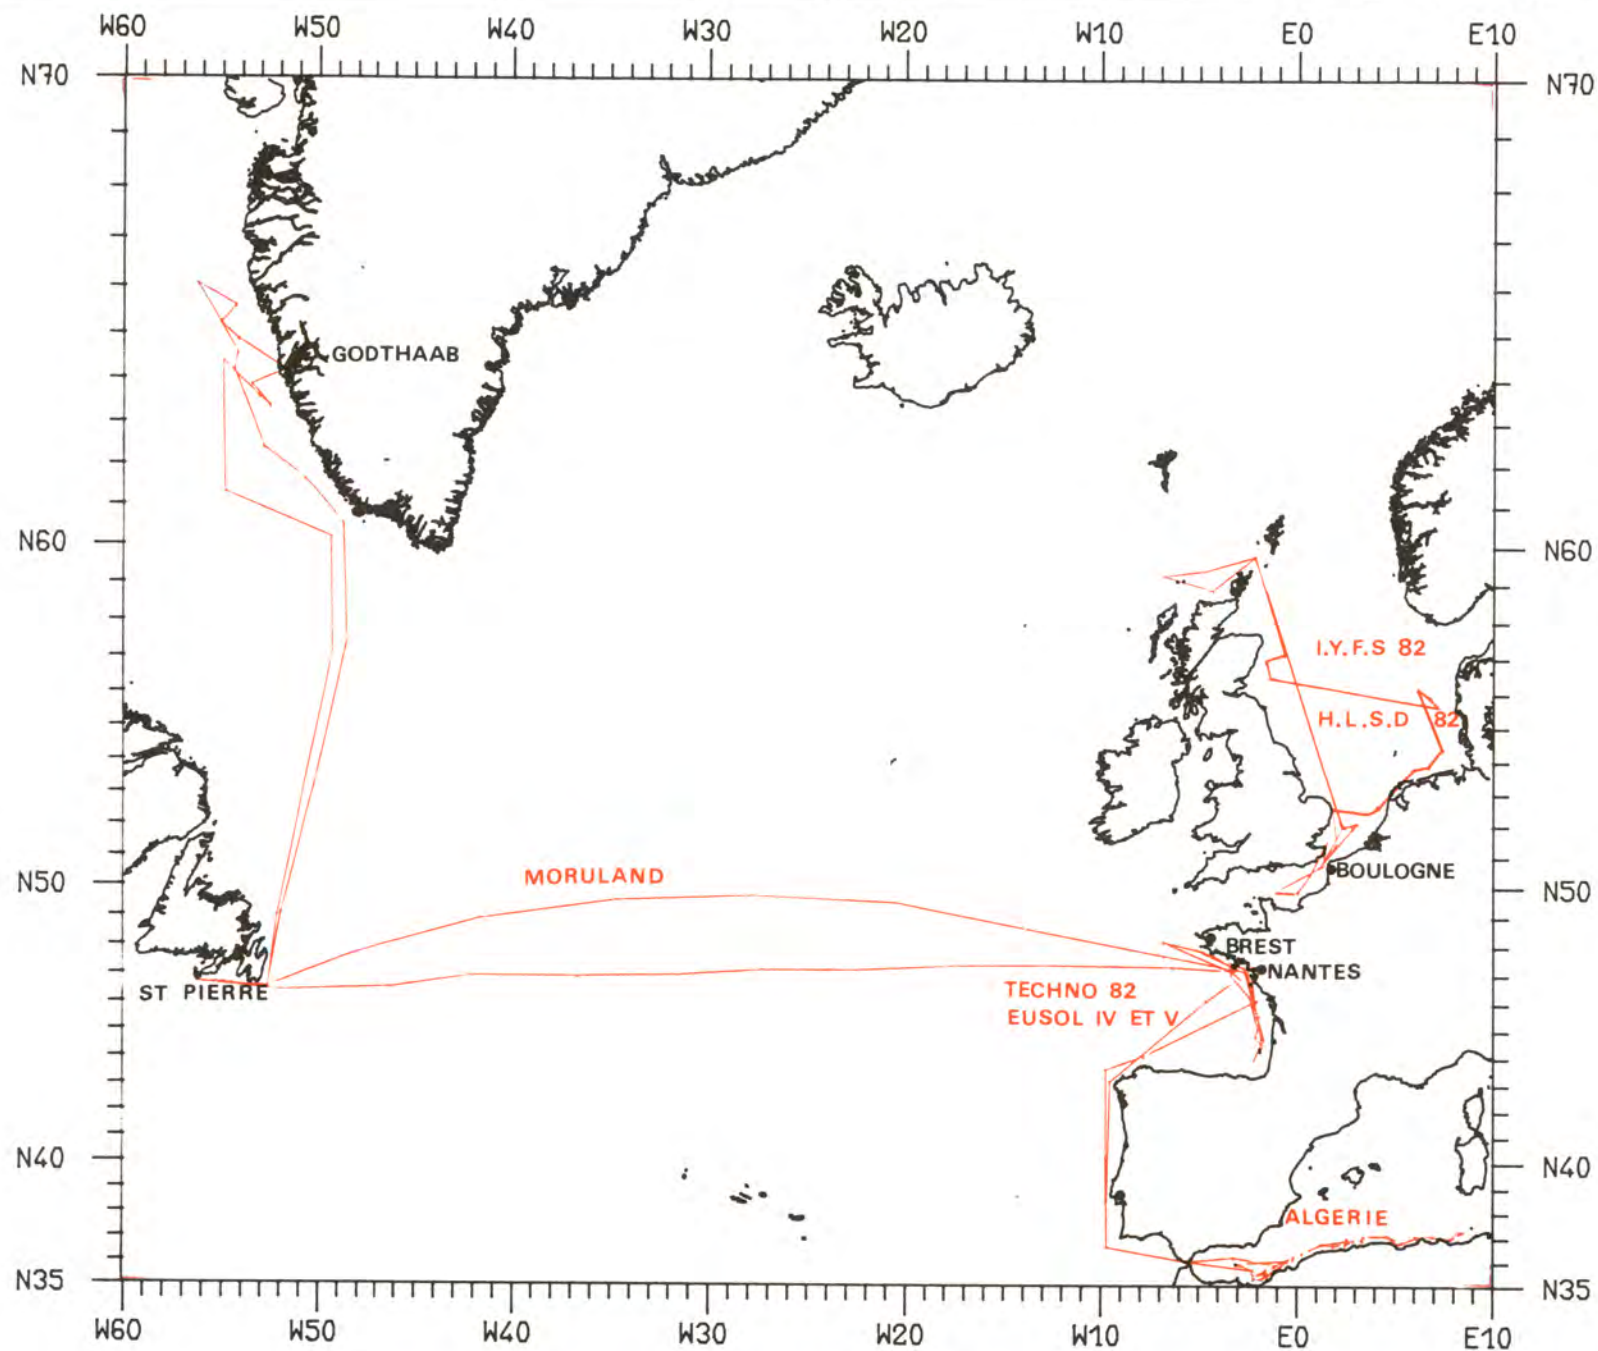 W60 W50 W40 W30 W20 W10 E0 E10
N70 N70
GODTHAAB
N60 N60
I.Y.F.S 82
H.L.S.D 82
BOULOGNE
MORULAND
N50 N50
BREST
NANTES
ST PIERRE
TECHNO 82
EUSOL IV ET V
N40 N40
ALGERIE
N35 N35
W60 W50 W40 W30 W20 W10 E0 E10